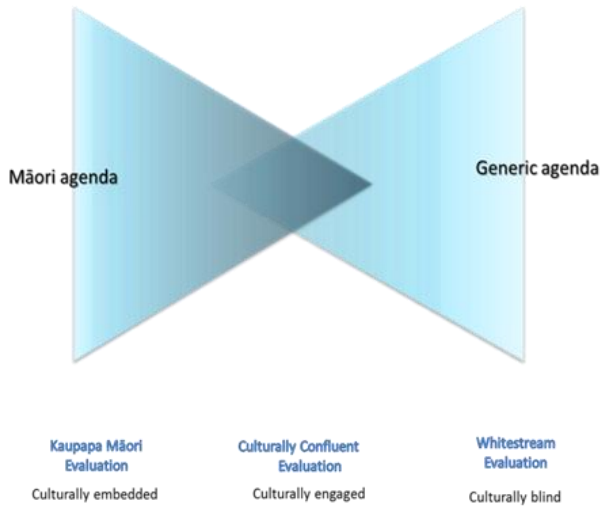 Māori agenda
Generic agenda
Kaupapa Māori
Evaluation
Culturally embedded
Culturally Confluent
Evaluation
Culturally engaged
Whitestream
Evaluation
Culturally blind